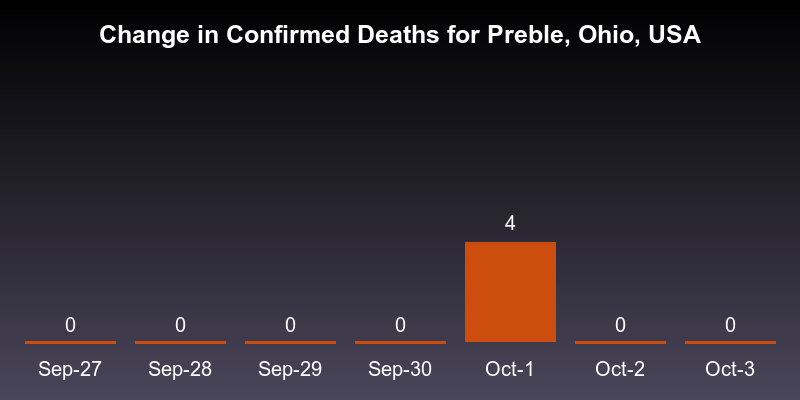 Change in Confirmed Deaths for Preble, Ohio, USA
4
0 0 0 0 0 0
Sep-27 Sep-28 Sep-29 Sep-30 Oct-1 Oct-2 Oct-3